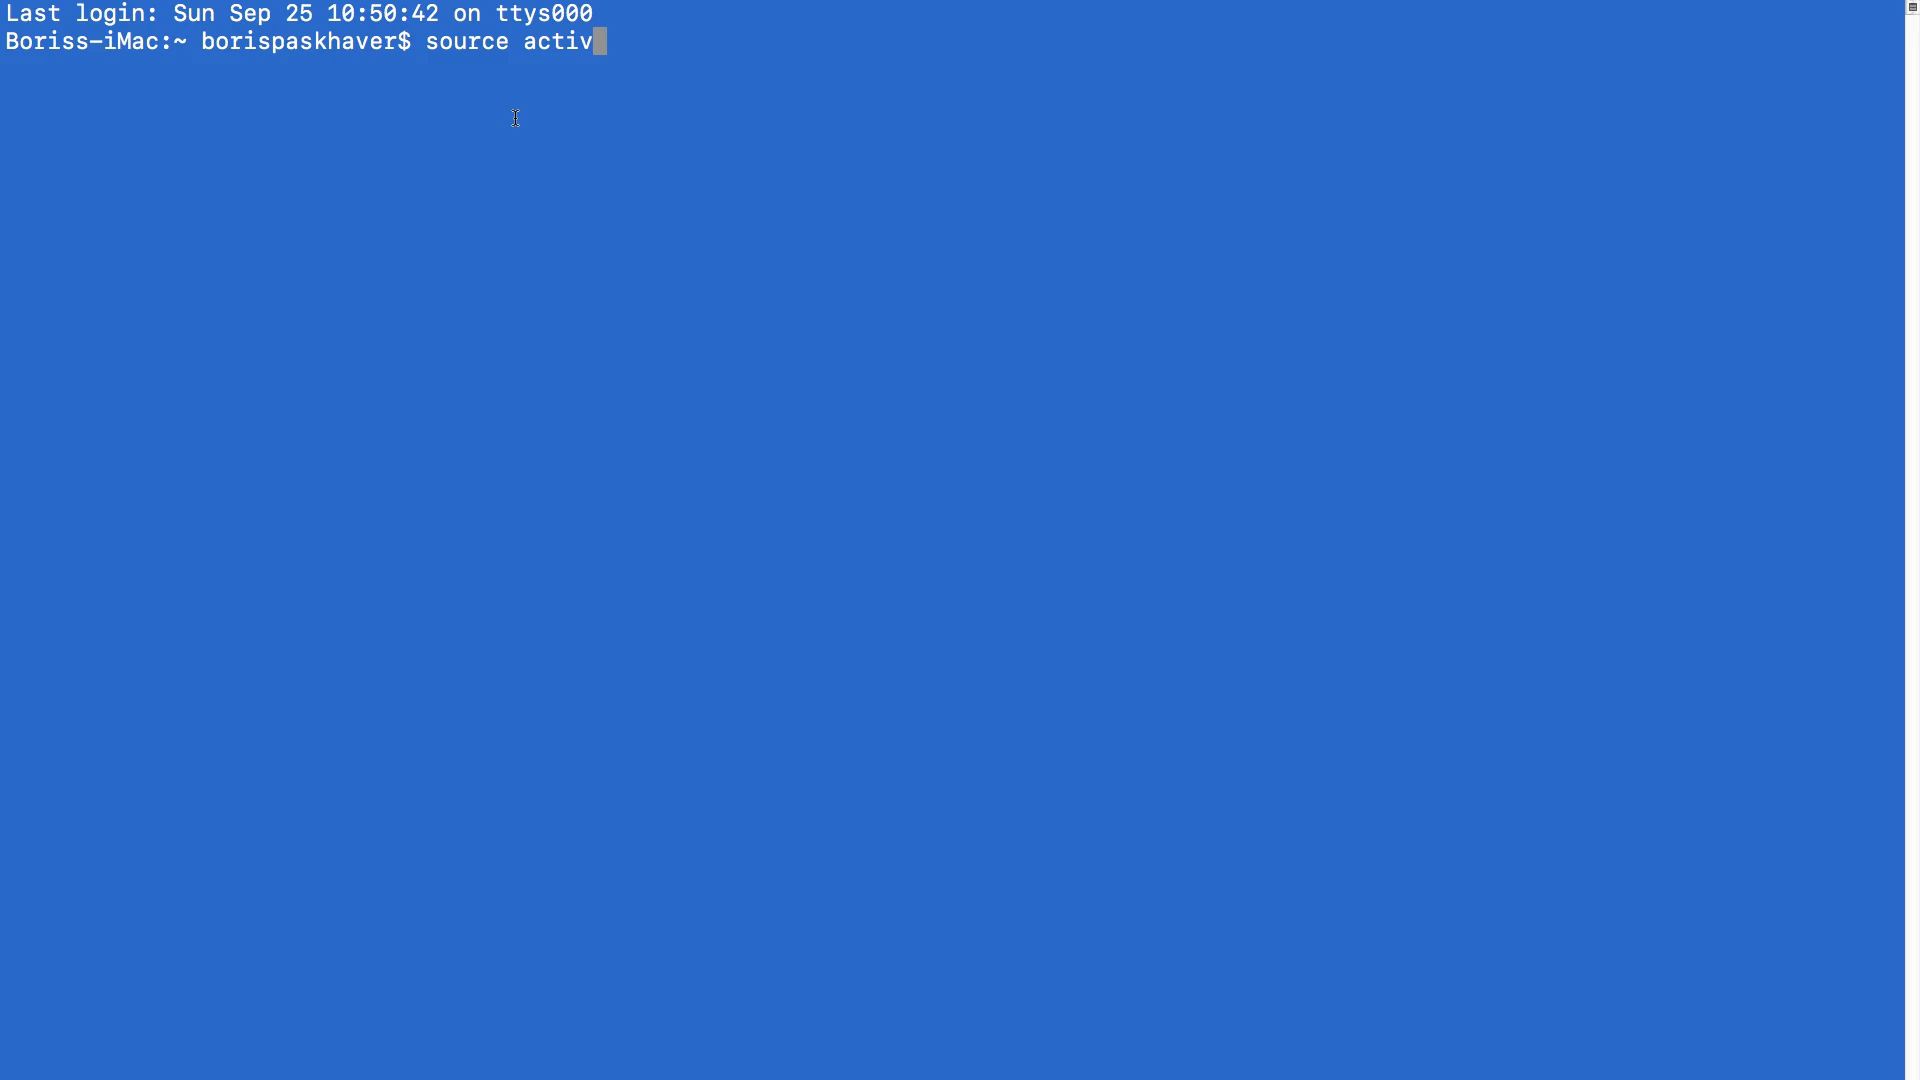 Last login: Sun Sep 25 10:50:42 on ttys000
Boriss-iMac:~ borispaskhaver$ source activ